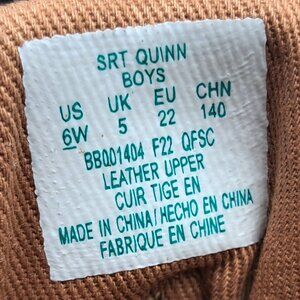 SRT QUINN
BOYS
US UK EU CHN
6W 5 22 140
BBQ01404 F22 QFSC
LEATHER UPPER
CUIR TIGE EN
MADE IN CHINA/HECHO EN CHINA
FABRIQUE EN CHINE